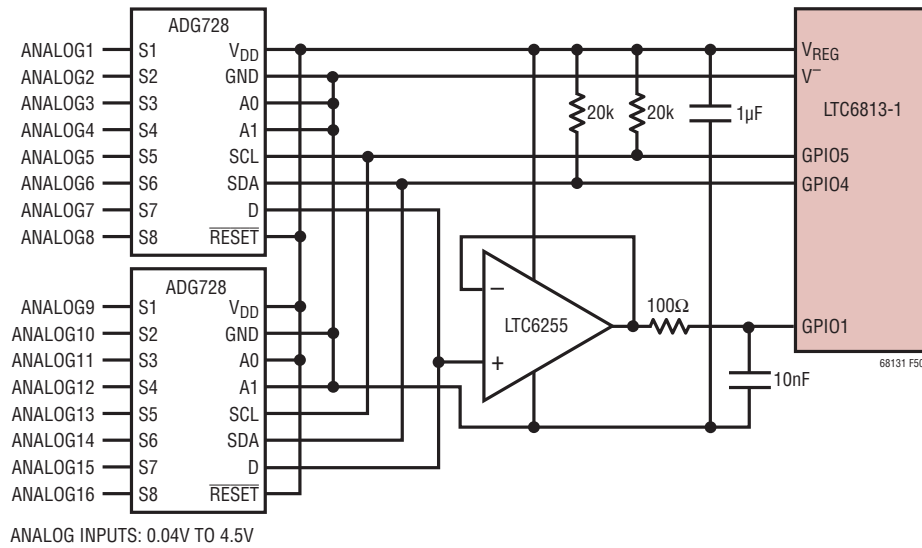 ADG728
ANALOG1 S1 VDD
ANALOG2 S2 GND
ANALOG3 S3 A0
ANALOG4 S4 A1
ANALOG5 S5 SCL
ANALOG6 S6 SDA
ANALOG7 S7 D
ANALOG8 S8 RESET
ADG728
ANALOG9 S1 VDD
ANALOG10 S2 GND
ANALOG11 S3 A0
ANALOG12 S4 A1
ANALOG13 S5 SCL
ANALOG14 S6 SDA
ANALOG15 S7 D
ANALOG16 S8 RESET
20k
20k
1µF
LTC6255
−
+
100Ω
10nF
VREG
V−
LTC6813-1
GPIO5
GPIO4
GPIO1
68131 F50
ANALOG INPUTS: 0.04V TO 4.5V